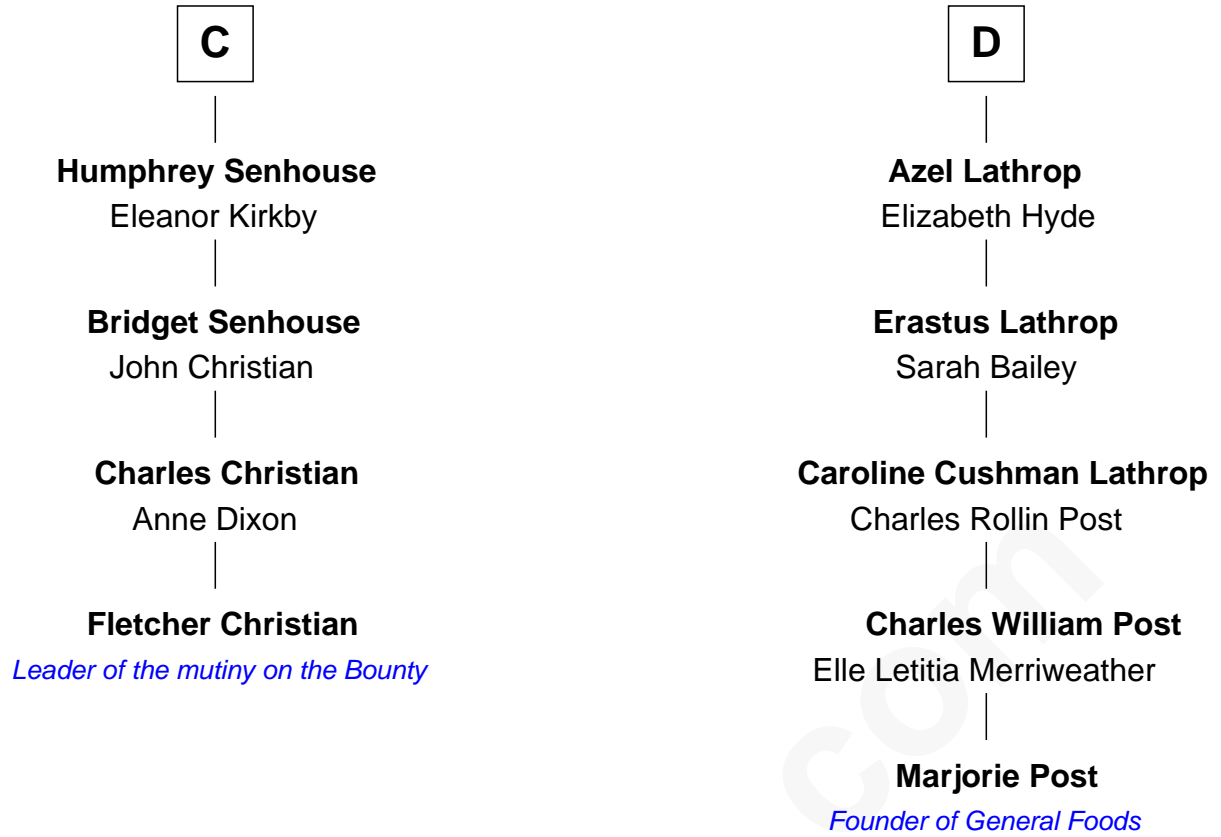 C
Humphrey Senhouse
Eleanor Kirkby
Bridget Senhouse
John Christian
Charles Christian
Anne Dixon
Fletcher Christian
Leader of the mutiny on the Bounty
D
Azel Lathrop
Elizabeth Hyde
Erastus Lathrop
Sarah Bailey
Caroline Cushman Lathrop
Charles Rollin Post
Charles William Post
Elle Letitia Merriweather
Marjorie Post
Founder of General Foods
com